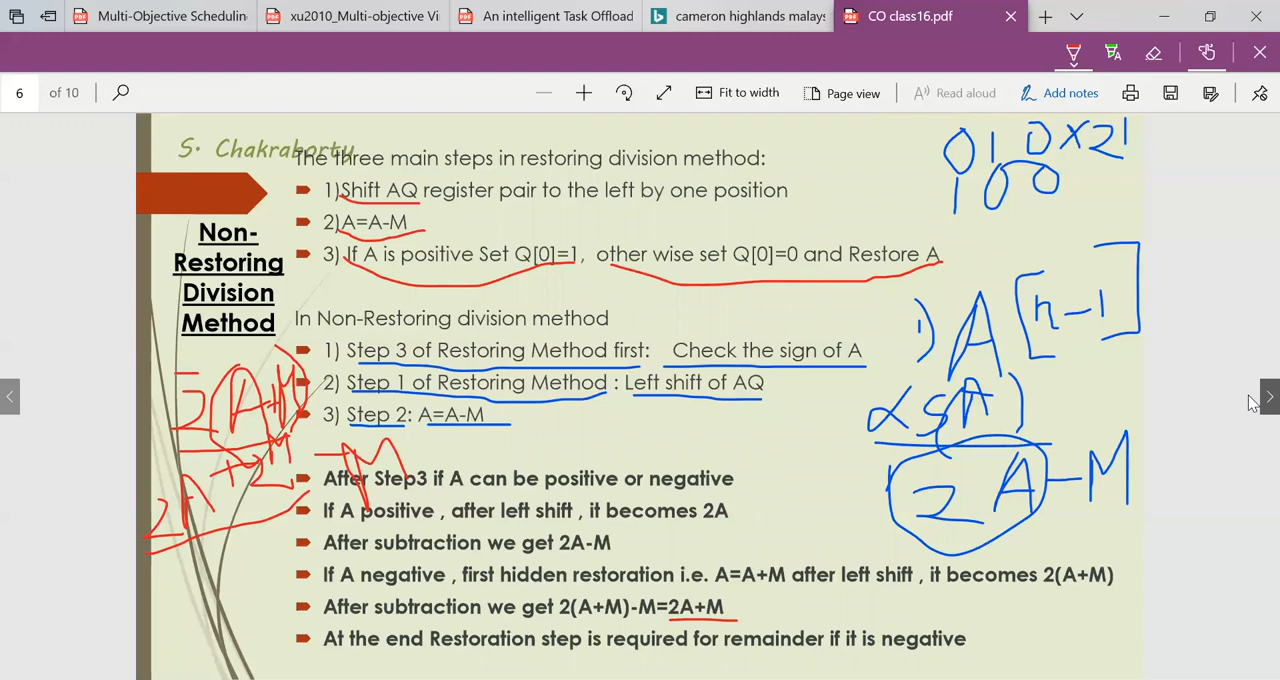 Multi-Objective Schedulin
xu2010_Multi-objective Vi
An intelligent Task Offload
cameron highlands malays
CO class16.pdf
6 of 10
Fit to width
Page view
Read aloud
Add notes
S. Chakraborty
The three main steps in restoring division method:
1)Shift AQ register pair to the left by one position
2)A=A-M
3) If A is positive Set Q[0]=1, other wise set Q[0]=0 and Restore A
Non-
Restoring
Division
Method
In Non-Restoring division method
1) Step 3 of Restoring Method first: Check the sign of A
2) Step 1 of Restoring Method : Left shift of AQ
3) Step 2: A=A-M
After Step3 if A can be positive or negative
If A positive , after left shift , it becomes 2A
After subtraction we get 2A-M
If A negative , first hidden restoration i.e. A=A+M after left shift , it becomes 2(A+M)
After subtraction we get 2(A+M)-M=2A+M
At the end Restoration step is required for remainder if it is negative
010x2
100
1) A[n-1]
2A-M
2(A+M)
-M
2A+2M